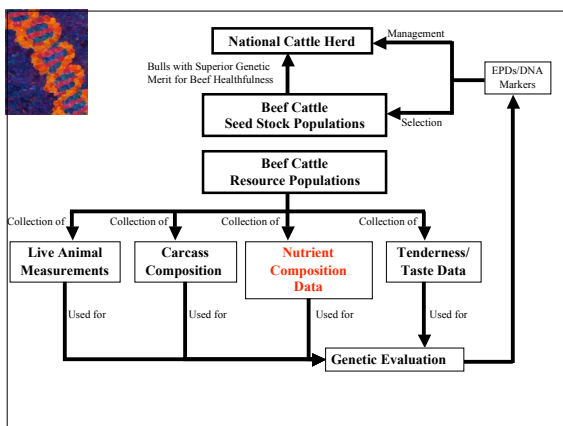 National Cattle Herd
Management
Bulls with Superior Genetic
Merit for Beef Healthfulness
EPDs/DNA
Markers
Beef Cattle
Seed Stock Populations
Selection
Beef Cattle
Resource Populations
Collection of
Collection of
Collection of
Collection of
Live Animal
Measurements
Carcass
Composition
Nutrient
Composition
Data
Tenderness/
Taste Data
Used for
Used for
Used for
Used for
Genetic Evaluation